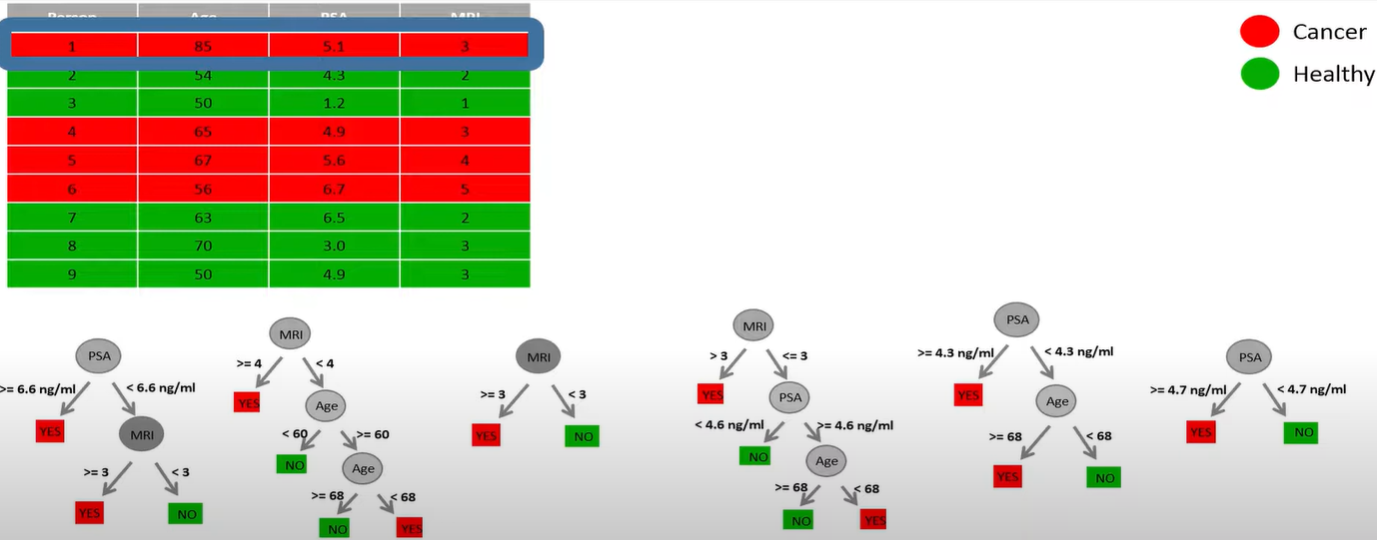 Person Age PSA MRI
1 85 5.1 3
2 54 4.3 2
3 50 1.2 1
4 65 4.9 3
5 67 5.6 4
6 56 6.7 5
7 63 6.5 2
8 70 3.0 3
9 50 4.9 3
Cancer
Healthy
PSA
>= 6.6 ng/ml < 6.6 ng/ml
YES
MRI
>= 3 < 3
YES NO
MRI
>= 4 < 4
YES
Age
< 60 >= 60
NO
Age
>= 68 < 68
NO YES
MRI
>= 3 < 3
YES NO
MRI
> 3 <= 3
YES
PSA
< 4.6 ng/ml >= 4.6 ng/ml
NO
Age
>= 68 < 68
NO YES
PSA
>= 4.3 ng/ml < 4.3 ng/ml
YES
Age
>= 68 < 68
YES NO
PSA
>= 4.7 ng/ml < 4.7 ng/ml
YES NO